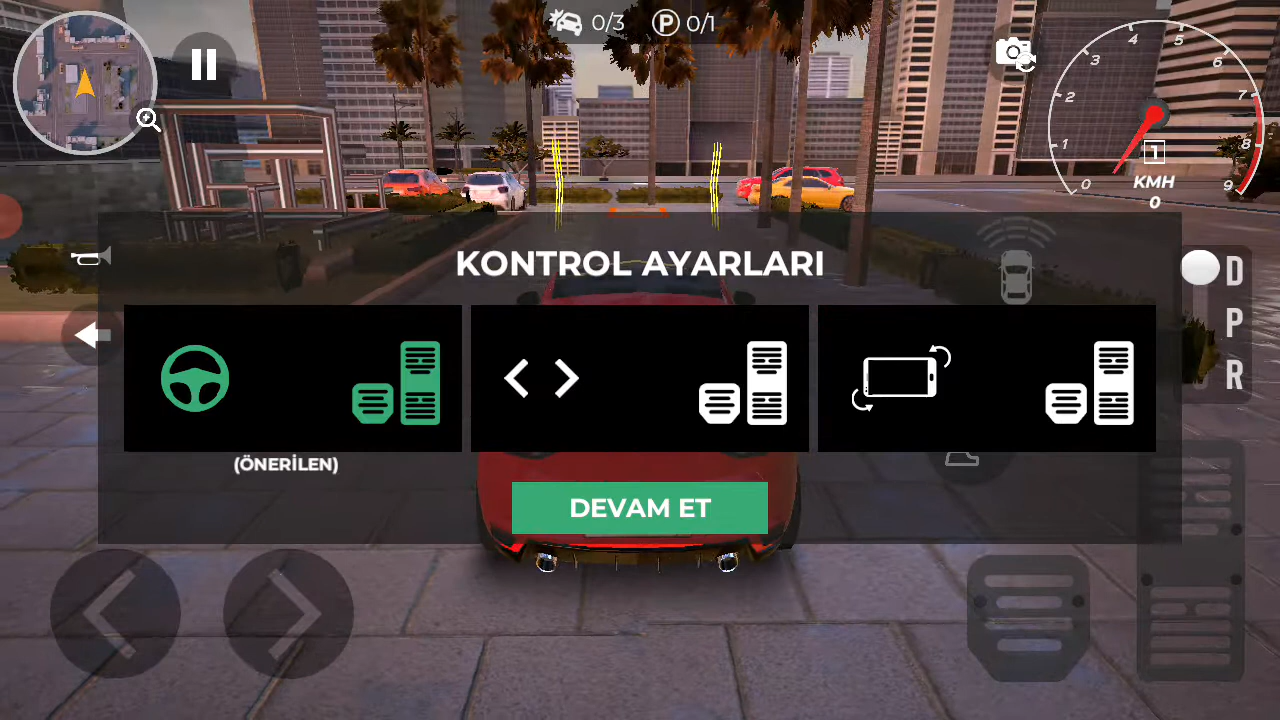 0/3 P 0/1
0 1 2 3 4 5 6 7 8 9
1
KMH
0
KONTROL AYARLARI
D
P
R
(ÖNERİLEN)
DEVAM ET